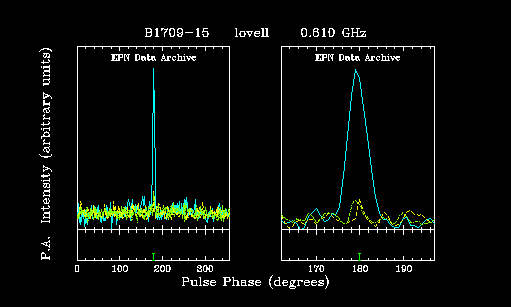 B1709-15 lovell 0.610 GHz
EPN Data Archive EPN Data Archive
P.A. Intensity (arbitrary units)
0 100 200 300 170 180 190
Pulse Phase (degrees)